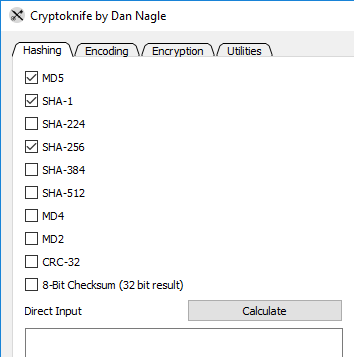 Cryptoknife by Dan Nagle
Hashing Encoding Encryption Utilities
MD5
SHA-1
SHA-224
SHA-256
SHA-384
SHA-512
MD4
MD2
CRC-32
8-Bit Checksum (32 bit result)
Direct Input Calculate